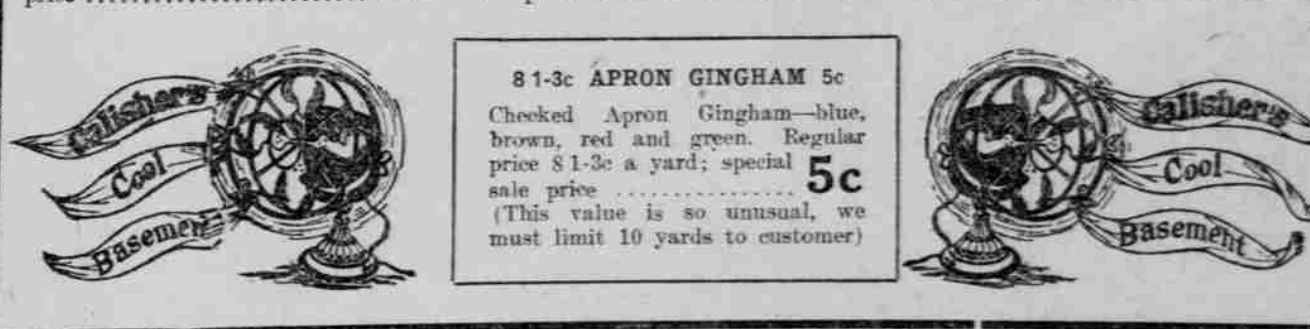 Calisher's
Cool
Basement
8 1-3c APRON GINGHAM 5c
Checked Apron Gingham—blue,
brown, red and green. Regular
price 8 1-3c a yard; special
sale price ................ 5c
(This value is so unusual, we
must limit 10 yards to customer)
Calisher's
Cool
Basement